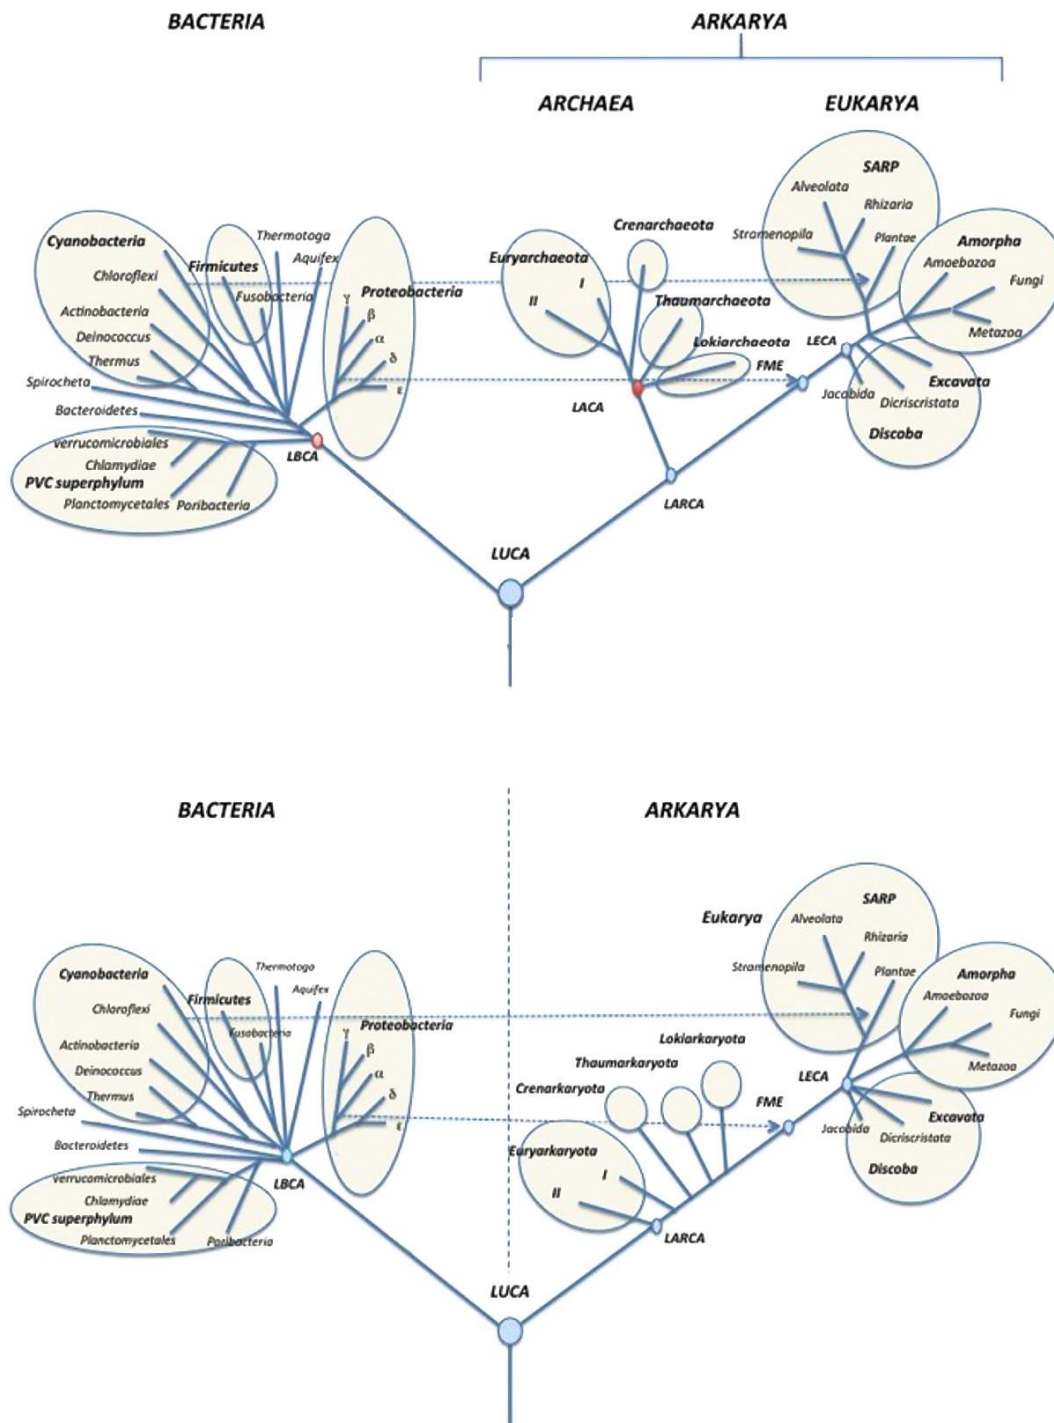 BACTERIA
ARKARYA
ARCHAEA
EUKARYA
SARP
Alveolata
Rhizaria
Stramenopila
Plantae
Cyanobacteria
Thermotoga
Crenarchaeota
Amorpha
Chloroflexi
Firmicutes
Aquifex
Euryarchaeota
Amoebozoa
Fusobacteria
Proteobacteria
I
II
Fungi
Actinobacteria
γ
β
Thaumarchaeota
Metazoa
Deinococcus
α
Lokiarchaeota
LECA
Thermus
δ
FME
Spirocheta
ε
Excavata
Jacobida
Dicriscristata
Bacteroidetes
LACA
Discoba
verrucomicrobiales
LBCA
Chlamydiae
PVC superphylum
Planctomycetales
Poribacteria
LARCA
LUCA
BACTERIA
ARKARYA
SARP
Eukarya
Alveolata
Rhizaria
Stramenopila
Plantae
Cyanobacteria
Thermotoga
Amorpha
Chloroflexi
Firmicutes
Aquifex
Amoebozoa
Fusobacteria
Proteobacteria
Fungi
γ
β
Lokiarkaryota
Actinobacteria
Thaumarkaryota
Metazoa
Deinococcus
α
Crenarkaryota
LECA
Thermus
δ
FME
Spirocheta
ε
Excavata
Jacobida
Dicriscristata
Bacteroidetes
Euryarkaryota
I
II
Discoba
verrucomicrobiales
LBCA
Chlamydiae
PVC superphylum
Planctomycetales
Poribacteria
LARCA
LUCA